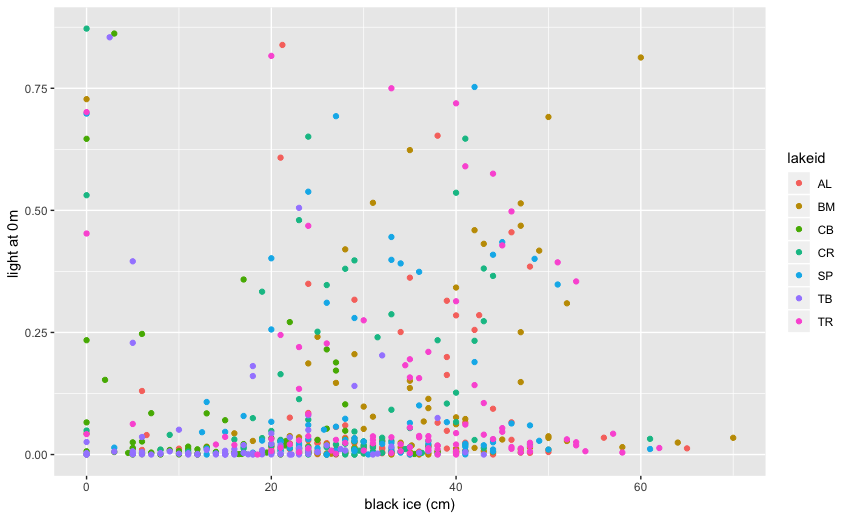 light at 0m
0.75
0.50
0.25
0.00
0
20
40
60
black ice (cm)
lakeid
AL
BM
CB
CR
SP
TB
TR